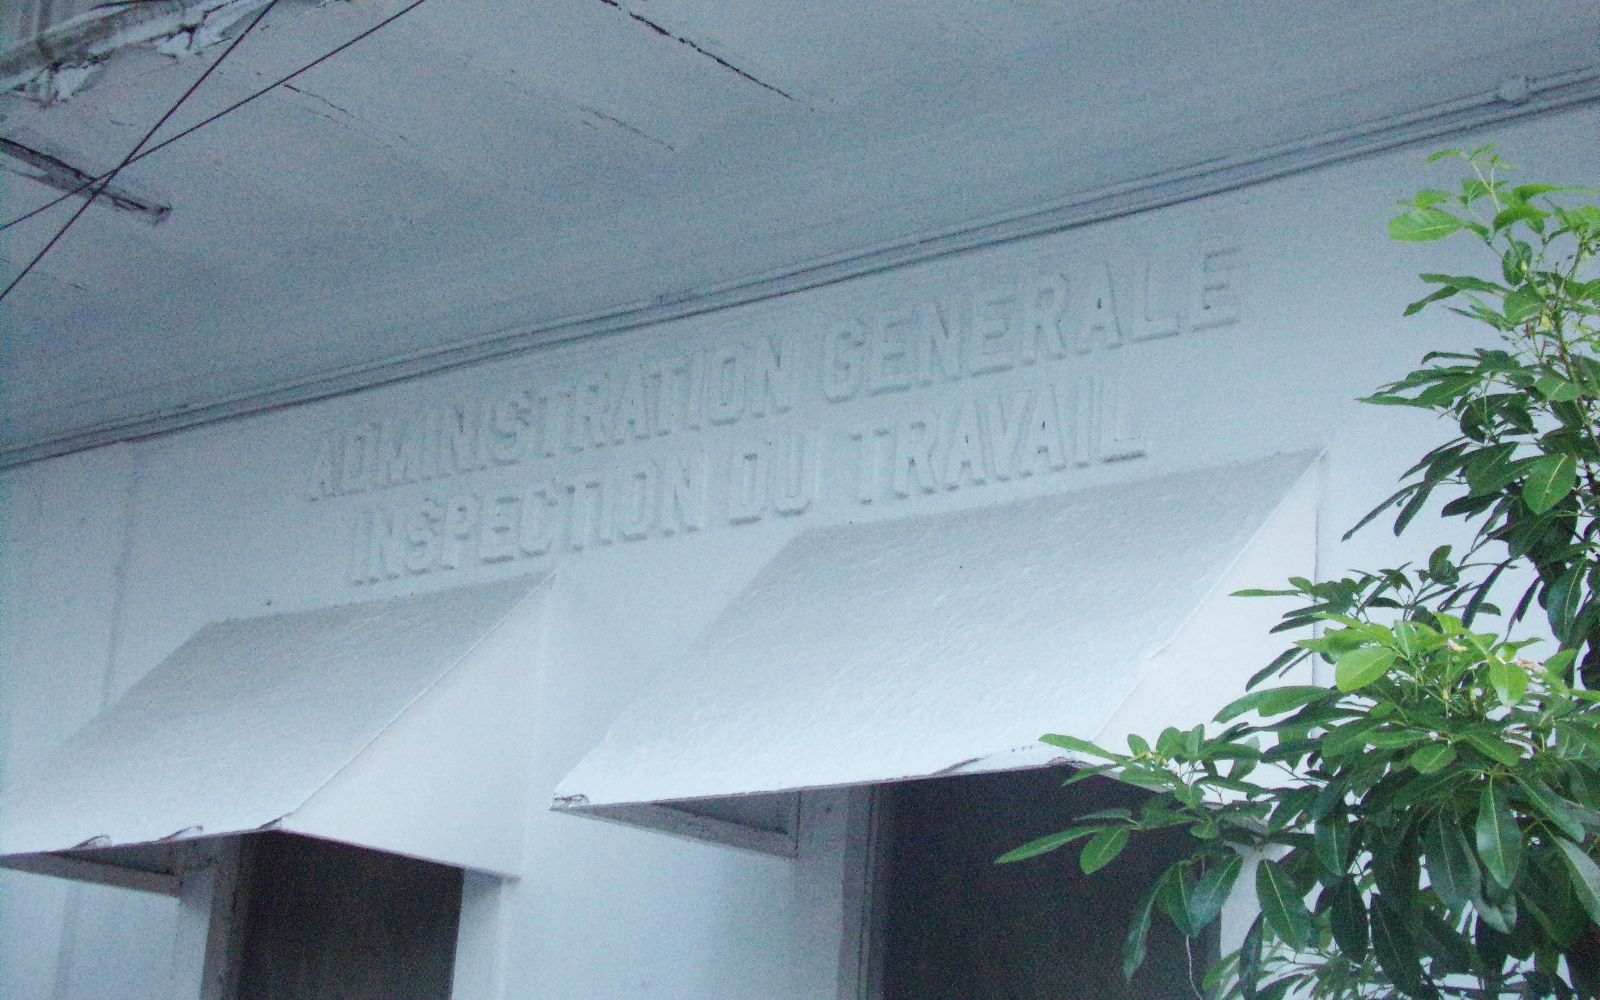 ADMINISTRATION GENERALE
INSPECTION DU TRAVAIL